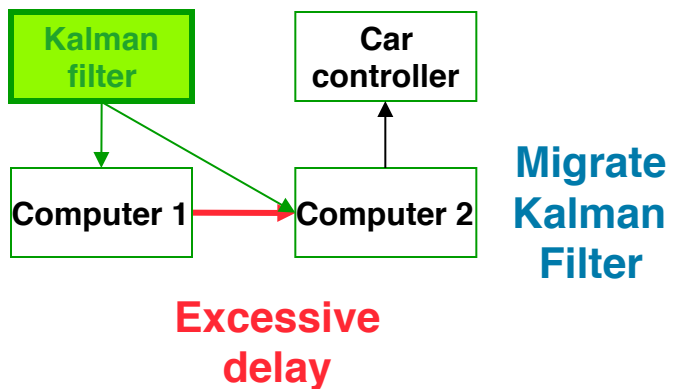 Kalman
filter
Car
controller
Computer 1
Computer 2
Migrate
Kalman
Filter
Excessive
delay